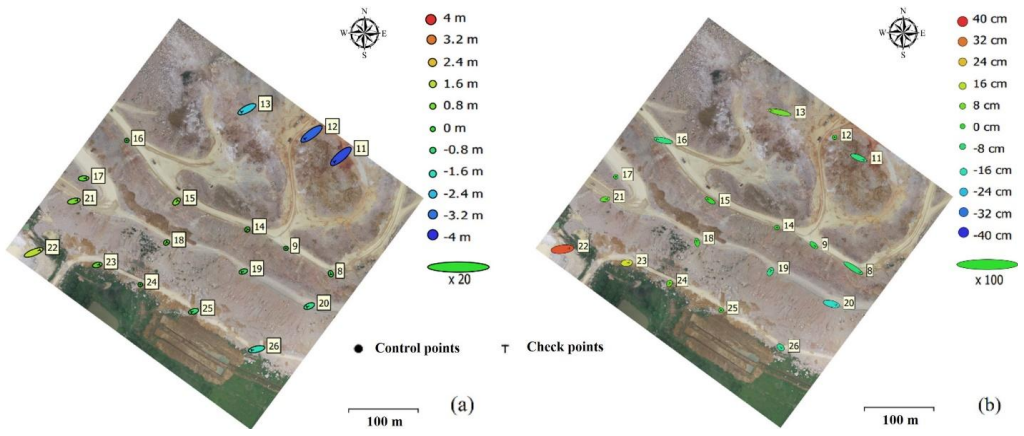 N
W E
S
4 m
3.2 m
2.4 m
1.6 m
0.8 m
0 m
-0.8 m
-1.6 m
-2.4 m
-3.2 m
-4 m
x 20
13
12
11
16
17
21
15
14
18
9
22
23
19
8
24
25
20
26
100 m
(a)
Control points
Check points
N
W E
S
40 cm
32 cm
24 cm
16 cm
8 cm
0 cm
-8 cm
-16 cm
-24 cm
-32 cm
-40 cm
x 100
13
12
16
11
17
21
15
14
18
9
22
23
19
8
24
25
20
26
100 m
(b)